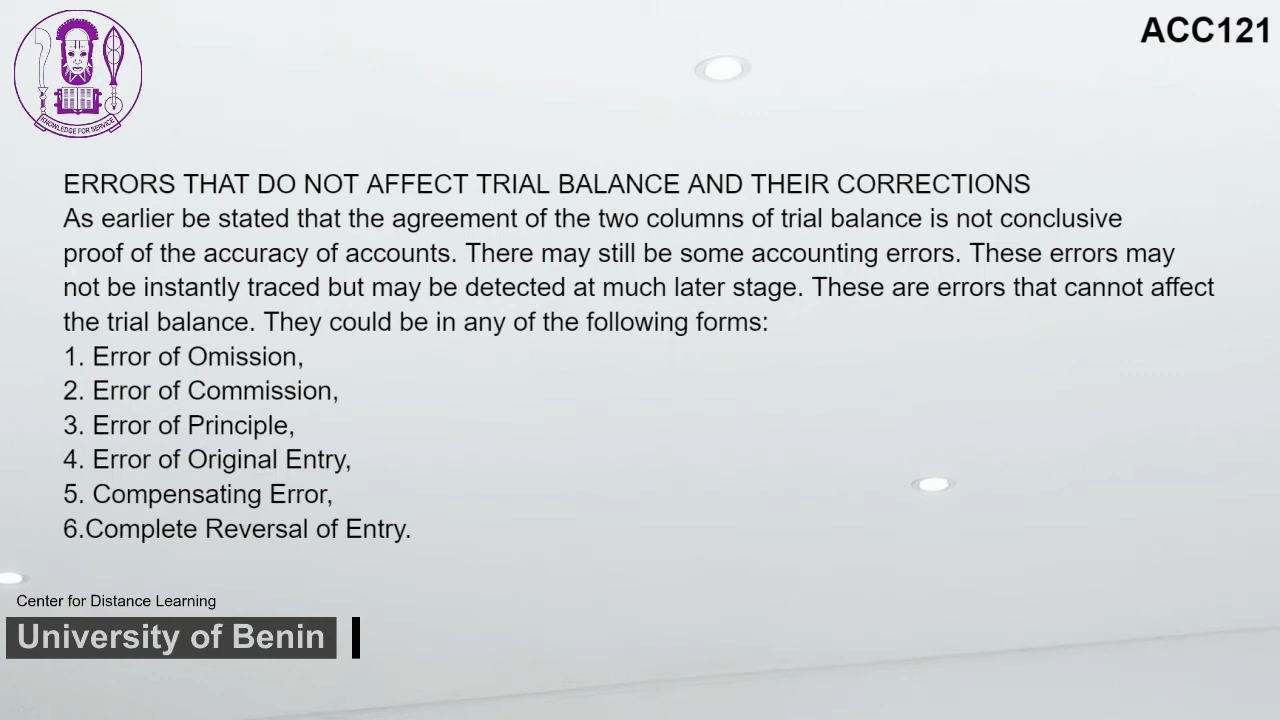 ACC121
KNOWLEDGE FOR SERVICE
ERRORS THAT DO NOT AFFECT TRIAL BALANCE AND THEIR CORRECTIONS
As earlier be stated that the agreement of the two columns of trial balance is not conclusive
proof of the accuracy of accounts. There may still be some accounting errors. These errors may
not be instantly traced but may be detected at much later stage. These are errors that cannot affect
the trial balance. They could be in any of the following forms:
1. Error of Omission,
2. Error of Commission,
3. Error of Principle,
4. Error of Original Entry,
5. Compensating Error,
6.Complete Reversal of Entry.
Center for Distance Learning
University of Benin